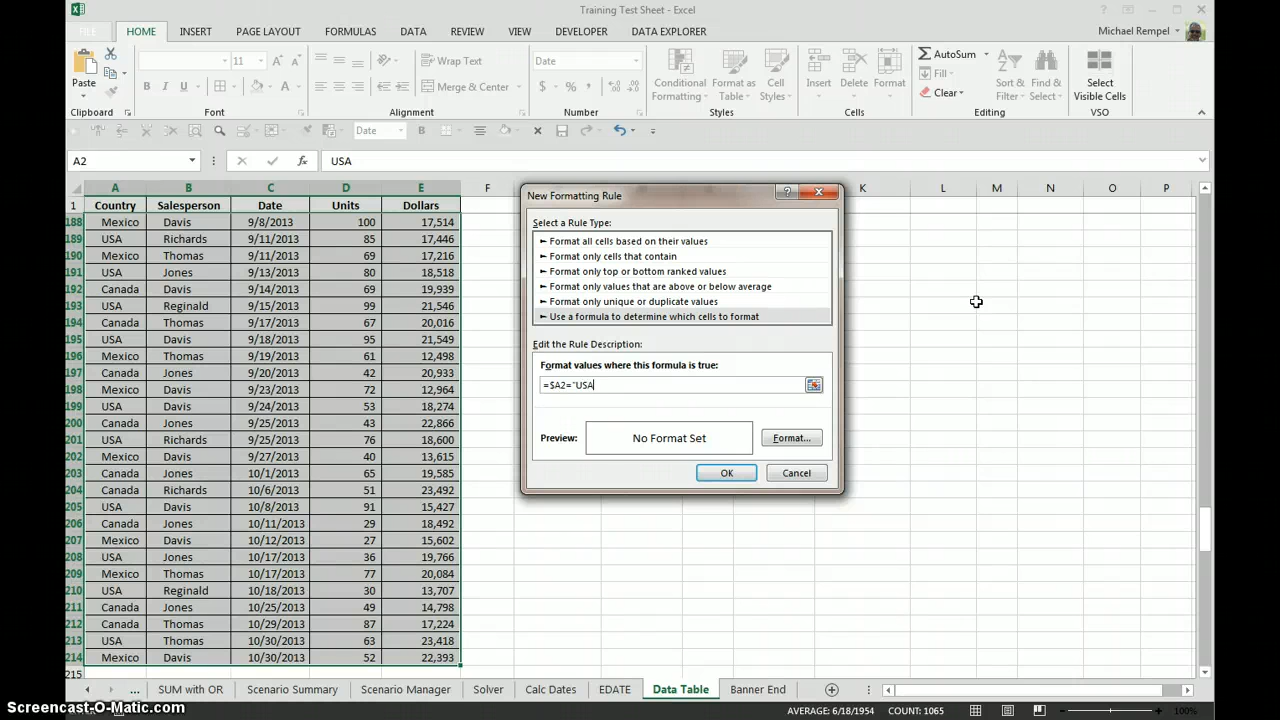 Training Test Sheet - Excel
FILE HOME INSERT PAGE LAYOUT FORMULAS DATA REVIEW VIEW DEVELOPER DATA EXPLORER Michael Rempel
Paste
11
B I U
Wrap Text
Merge & Center
Date
$ %
Conditional Formatting
Format as Table
Cell Styles
Insert Delete Format
AutoSum
Fill
Clear
Sort & Filter
Find & Select
Select Visible Cells
Clipboard Font Alignment Number Styles Cells Editing VSO
Date B
A2 fx USA
A B C D E F K L M N O P
1 Country Salesperson Date Units Dollars
188 Mexico Davis 9/8/2013 100 17,514
189 USA Richards 9/11/2013 85 17,446
190 Mexico Thomas 9/11/2013 69 17,216
191 USA Jones 9/13/2013 80 18,518
192 Canada Davis 9/14/2013 69 19,939
193 USA Reginald 9/15/2013 99 21,546
194 Canada Thomas 9/17/2013 67 20,016
195 USA Davis 9/18/2013 95 21,549
196 Mexico Thomas 9/19/2013 61 12,498
197 Canada Jones 9/20/2013 42 20,933
198 Mexico Davis 9/23/2013 72 12,964
199 USA Davis 9/24/2013 53 18,274
200 Canada Jones 9/25/2013 43 22,866
201 USA Richards 9/25/2013 76 18,600
202 Mexico Davis 9/27/2013 40 13,615
203 Canada Jones 10/1/2013 65 19,585
204 Canada Richards 10/6/2013 51 23,492
205 USA Davis 10/8/2013 91 15,427
206 Canada Jones 10/11/2013 29 18,492
207 Mexico Davis 10/12/2013 27 15,602
208 USA Jones 10/17/2013 36 19,766
209 Mexico Thomas 10/17/2013 77 20,084
210 USA Reginald 10/18/2013 30 13,707
211 Canada Jones 10/25/2013 49 14,798
212 Canada Thomas 10/29/2013 87 17,224
213 USA Thomas 10/30/2013 63 23,418
214 Mexico Davis 10/30/2013 52 22,393
215
New Formatting Rule
Select a Rule Type:
► Format all cells based on their values
► Format only cells that contain
► Format only top or bottom ranked values
► Format only values that are above or below average
► Format only unique or duplicate values
► Use a formula to determine which cells to format
Edit the Rule Description:
Format values where this formula is true:
=$A2="USA
Preview: No Format Set Format...
OK Cancel
... SUM with OR Scenario Summary Scenario Manager Solver Calc Dates EDATE Data Table Banner End
AVERAGE: 6/18/1954 COUNT: 1065 100%
Screencast-O-Matic.com